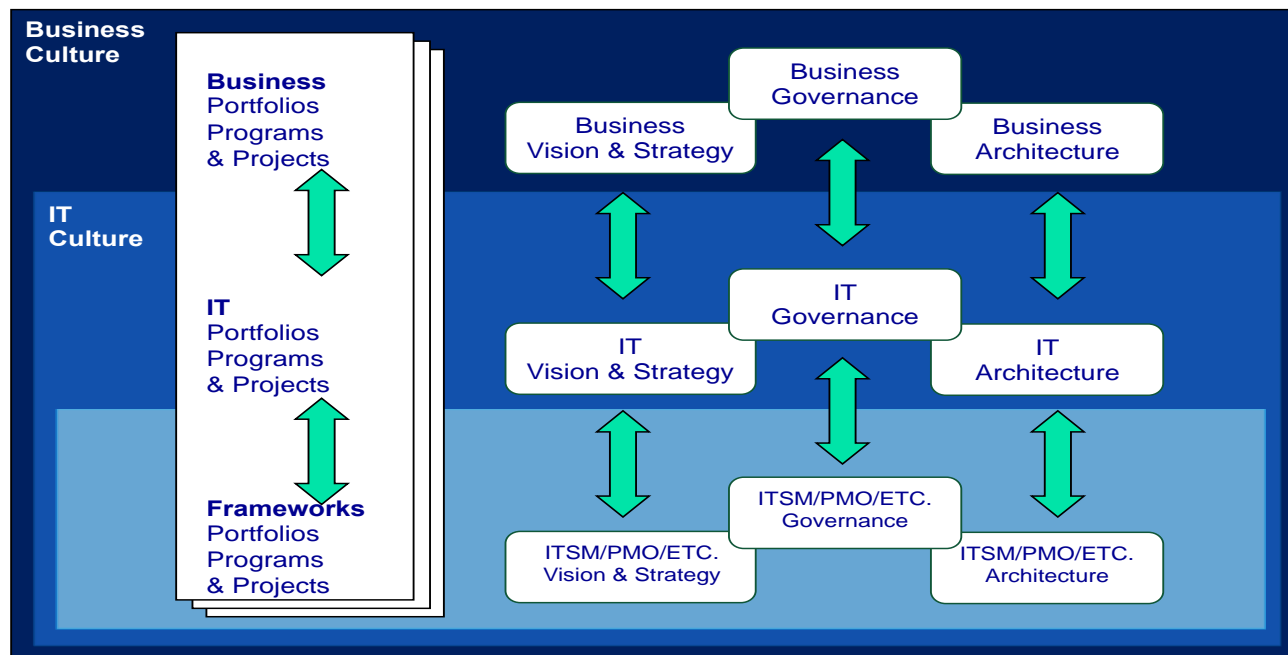 Business
Culture
Business
Portfolios
Programs
& Projects
Business
Governance
Business
Vision & Strategy
Business
Architecture
IT
Culture
IT
Portfolios
Programs
& Projects
IT
Governance
IT
Vision & Strategy
IT
Architecture
Frameworks
Portfolios
Programs
& Projects
ITSM/PMO/ETC.
Governance
ITSM/PMO/ETC.
Vision & Strategy
ITSM/PMO/ETC.
Architecture